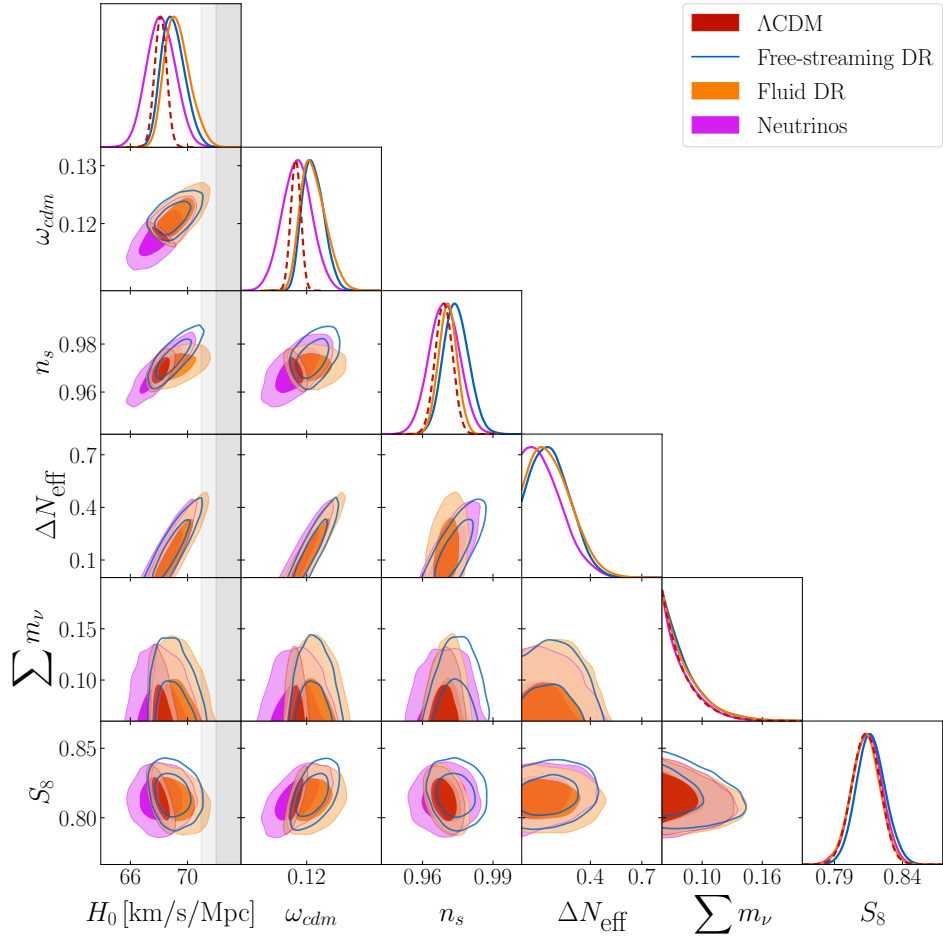 ΛCDM
Free-streaming DR
Fluid DR
Neutrinos
0.13
0.12
ω_cdm
0.98
0.96
n_s
0.7
0.4
0.1
ΔN_eff
0.15
0.10
∑ m_ν
0.85
0.80
S_8
66 70 0.12 0.96 0.99 0.4 0.7 0.10 0.16 0.79 0.84
H_0 [km/s/Mpc] ω_cdm n_s ΔN_eff ∑ m_ν S_8